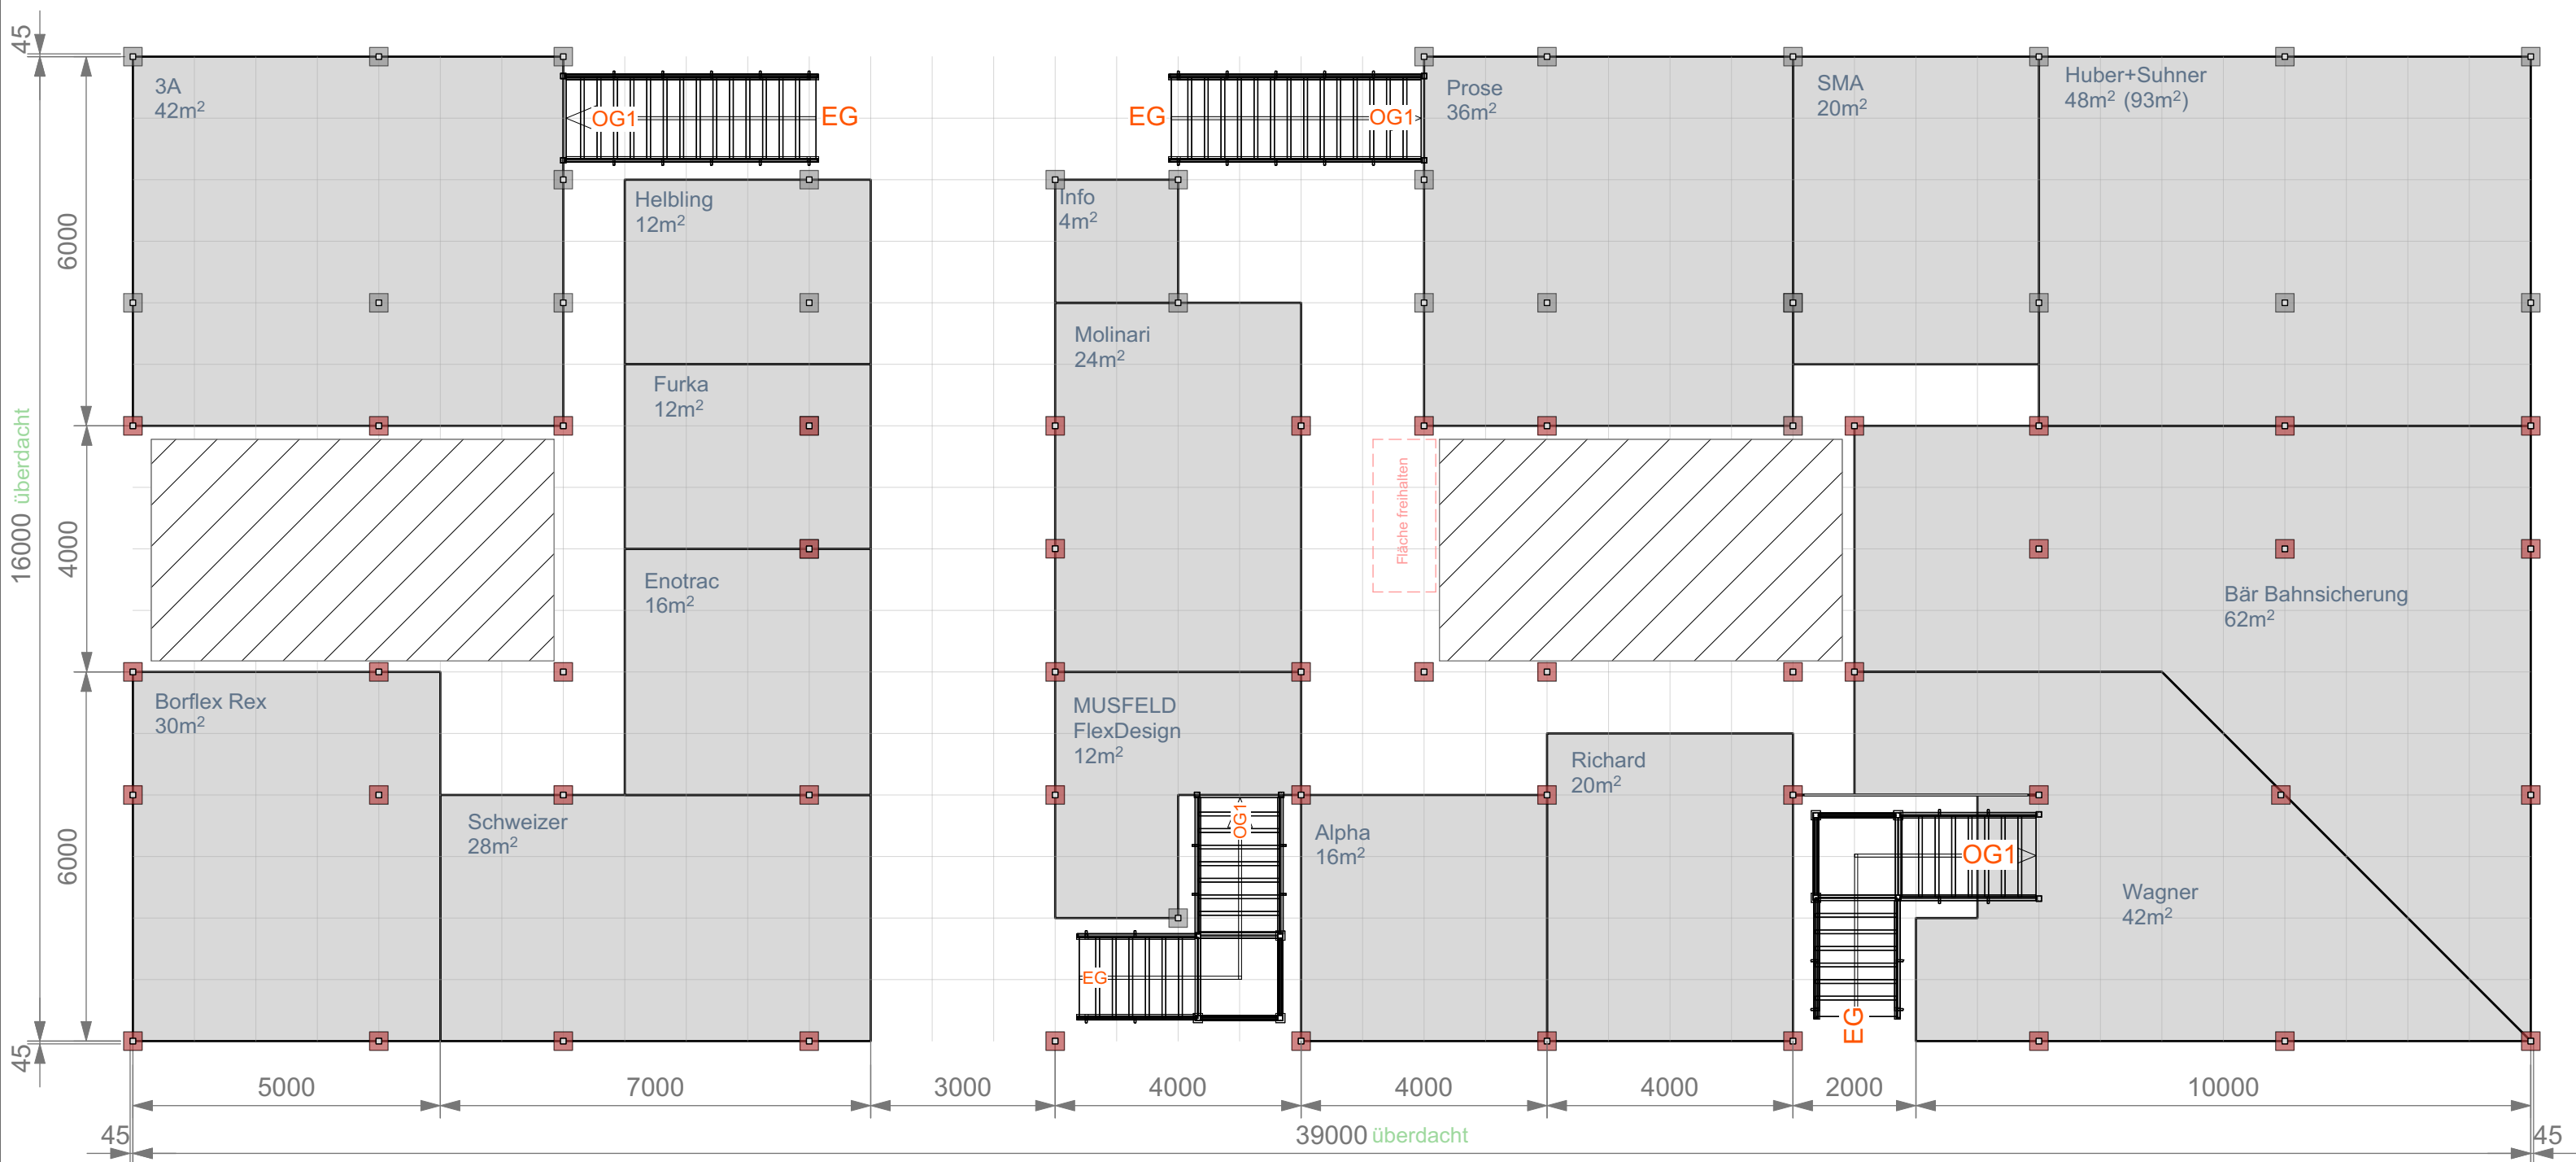 45
16000 überdacht
6000
4000
6000
45
3A
42m²
OG1
EG
EG
OG1
Prose
36m²
SMA
20m²
Huber+Suhner
48m² (93m²)
Helbling
12m²
Info
4m²
Molinari
24m²
Furka
12m²
Fläche freihalten
Enotrac
16m²
Bär Bahnsicherung
62m²
Borflex Rex
30m²
MUSFELD
FlexDesign
12m²
Richard
20m²
Schweizer
28m²
OG1
Alpha
16m²
OG1
Wagner
42m²
EG
EG
5000
7000
3000
4000
4000
4000
2000
10000
45
39000 überdacht
45